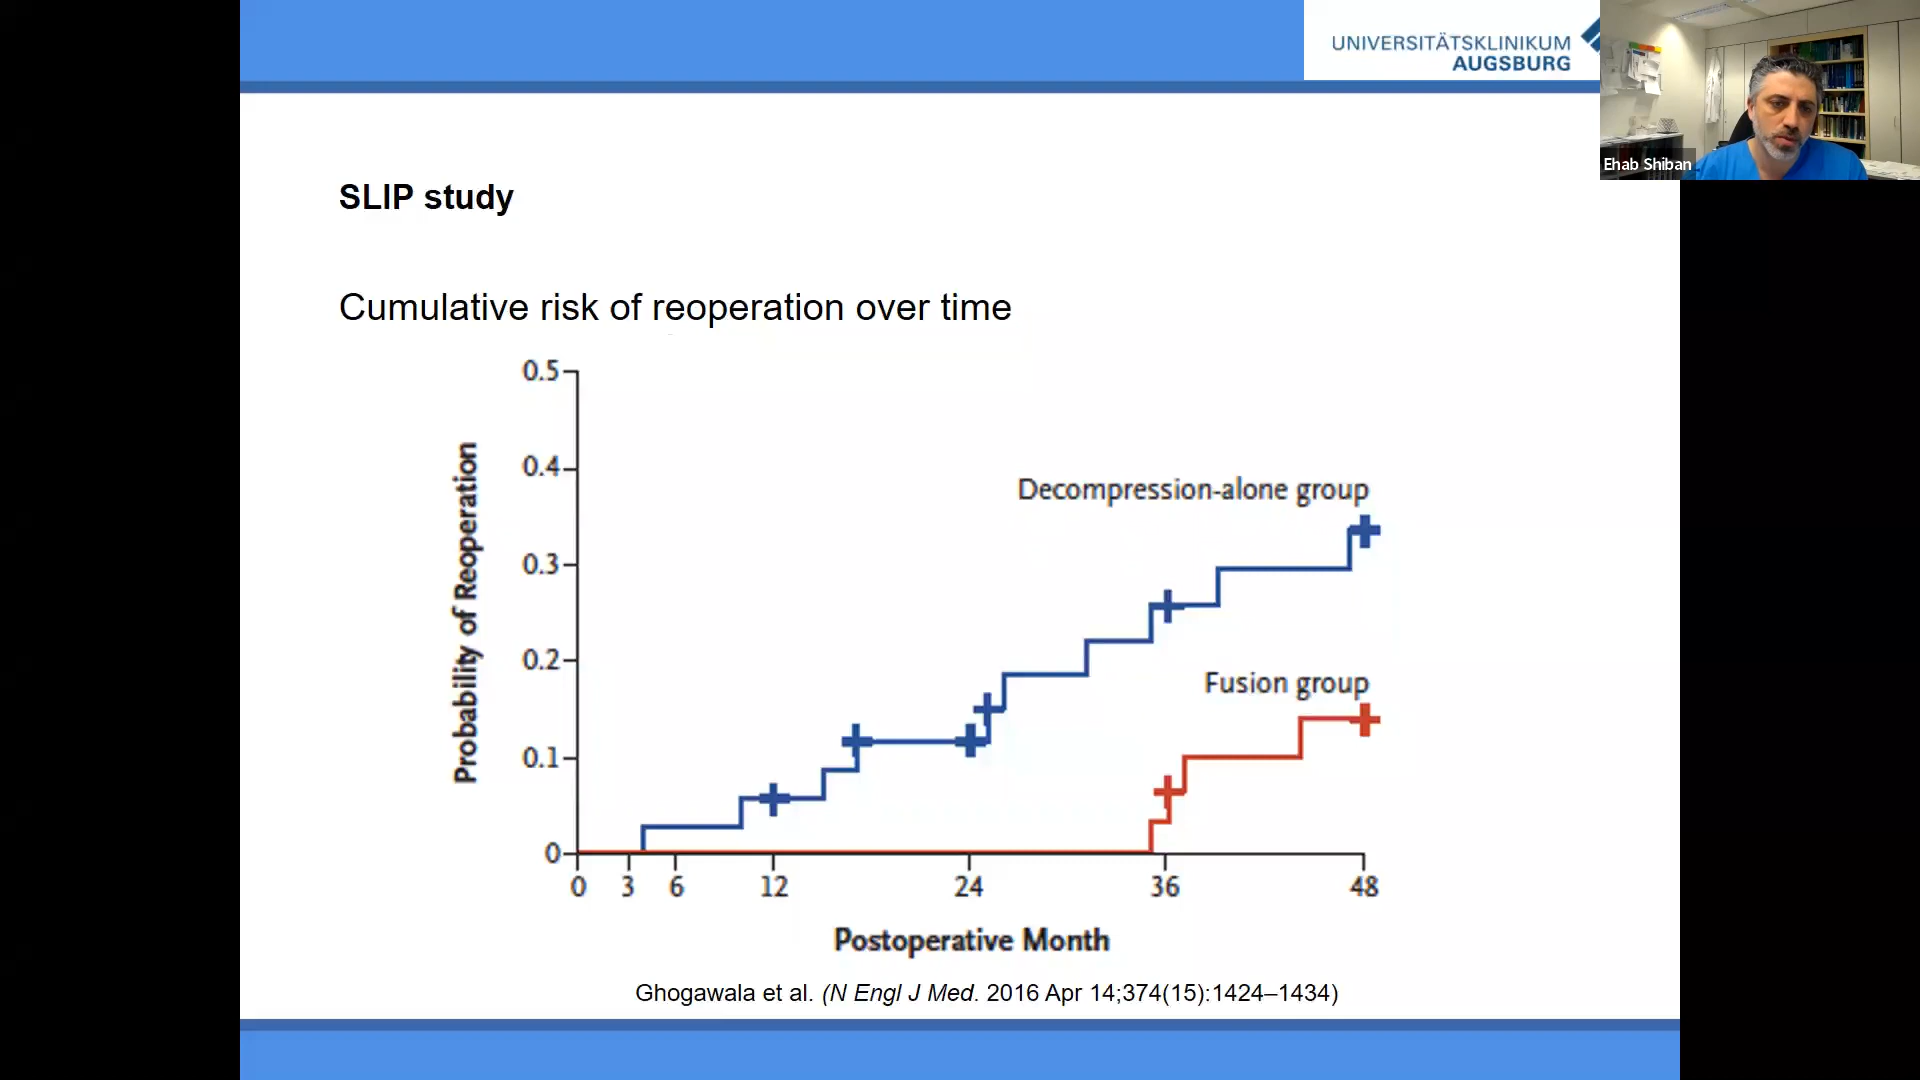 UNIVERSITÄTSKLINIKUM
AUGSBURG
Ehab Shiban
SLIP study
Cumulative risk of reoperation over time
Probability of Reoperation
0.5
0.4
0.3
0.2
0.1
0
Decompression-alone group
Fusion group
0 3 6 12 24 36 48
Postoperative Month
Ghogawala et al. (N Engl J Med. 2016 Apr 14;374(15):1424–1434)